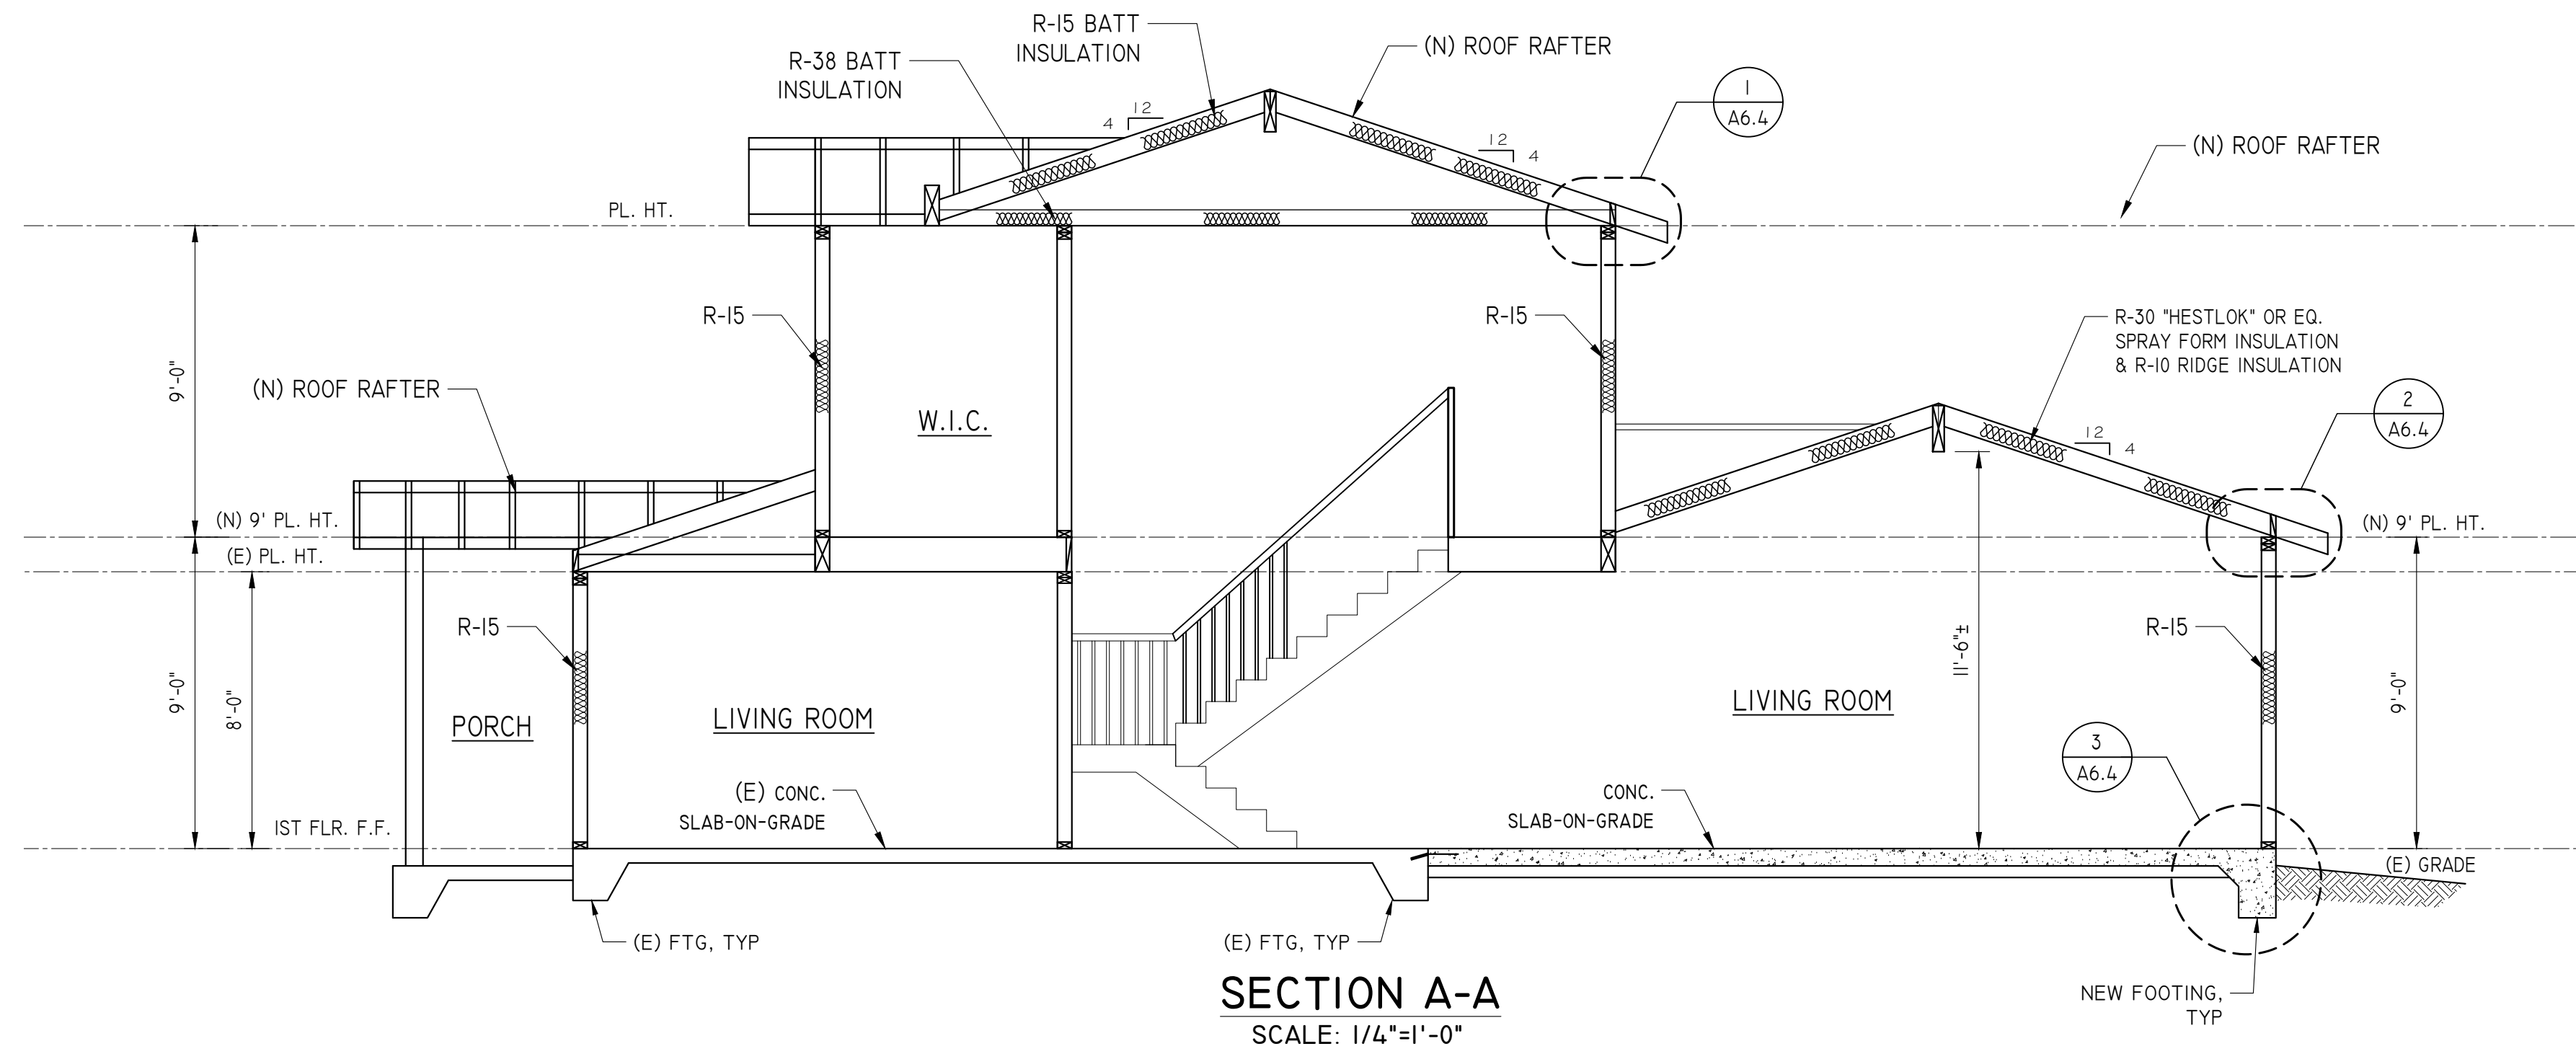 R-15 BATT
INSULATION
R-38 BATT
INSULATION
(N) ROOF RAFTER
1
A6.4
12
4
12
4
(N) ROOF RAFTER
PL. HT.
R-15
R-15
R-30 "HESTLOK" OR EQ.
SPRAY FORM INSULATION
& R-10 RIDGE INSULATION
9'-0"
(N) ROOF RAFTER
W.I.C.
2
A6.4
12
4
(N) 9' PL. HT.
(N) 9' PL. HT.
(E) PL. HT.
R-15
R-15
11'-6"±
9'-0"
8'-0"
9'-0"
PORCH
LIVING ROOM
LIVING ROOM
3
A6.4
(E) CONC.
SLAB-ON-GRADE
CONC.
SLAB-ON-GRADE
1ST FLR. F.F.
(E) GRADE
(E) FTG, TYP
(E) FTG, TYP
NEW FOOTING,
TYP
SECTION A-A
SCALE: 1/4"=1'-0"